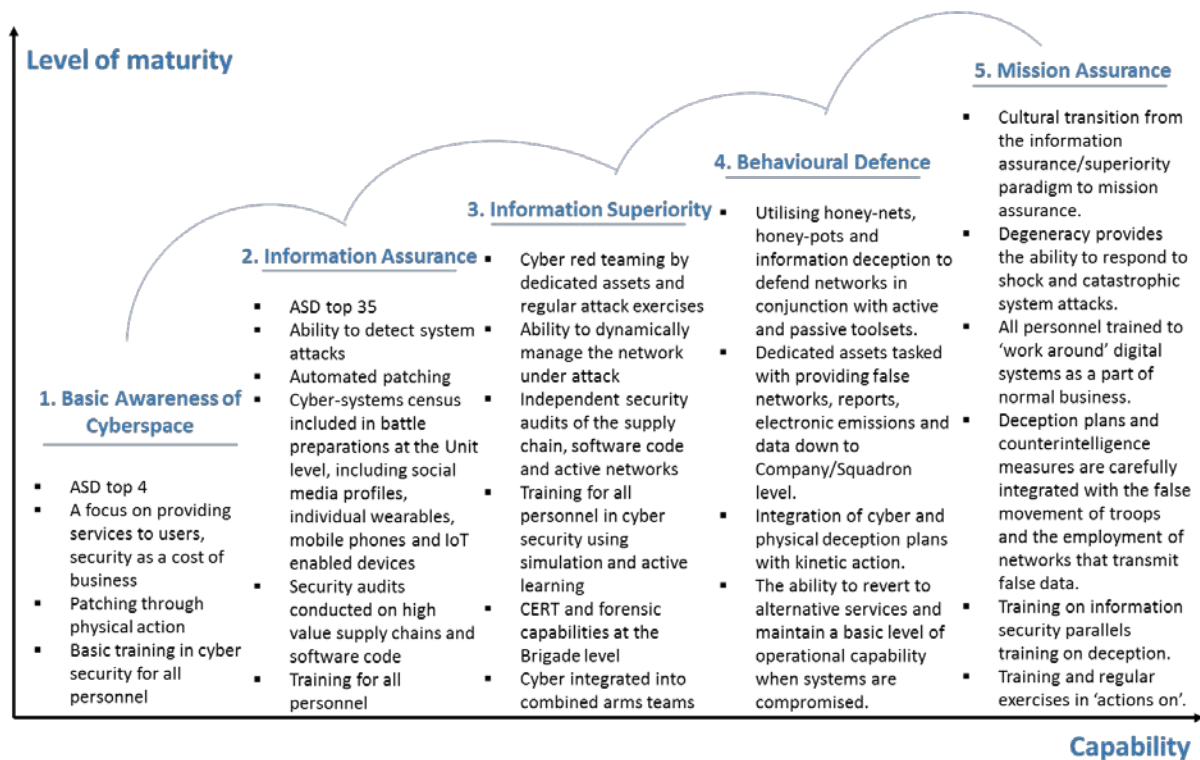 Level of maturity
1. Basic Awareness of
Cyberspace
▪ ASD top 4
▪ A focus on providing
services to users,
security as a cost of
business
▪ Patching through
physical action
▪ Basic training in cyber
security for all
personnel
2. Information Assurance
▪ ASD top 35
▪ Ability to detect system
attacks
▪ Automated patching
▪ Cyber-systems census
included in battle
preparations at the Unit
level, including social
media profiles,
individual wearables,
mobile phones and IoT
enabled devices
▪ Security audits
conducted on high
value supply chains and
software code
▪ Training for all
personnel
3. Information Superiority
▪ Cyber red teaming by
dedicated assets and
regular attack exercises
▪ Ability to dynamically
manage the network
under attack
▪ Independent security
audits of the supply
chain, software code
and active networks
▪ Training for all
personnel in cyber
security using
simulation and active
learning
▪ CERT and forensic
capabilities at the
Brigade level
▪ Cyber integrated into
combined arms teams
4. Behavioural Defence
▪ Utilising honey-nets,
honey-pots and
information deception to
defend networks in
conjunction with active
and passive toolsets.
▪ Dedicated assets tasked
with providing false
networks, reports,
electronic emissions and
data down to
Company/Squadron
level.
▪ Integration of cyber and
physical deception plans
with kinetic action.
▪ The ability to revert to
alternative services and
maintain a basic level of
operational capability
when systems are
compromised.
5. Mission Assurance
▪ Cultural transition from
the information
assurance/superiority
paradigm to mission
assurance.
▪ Degeneracy provides
the ability to respond to
shock and catastrophic
system attacks.
▪ All personnel trained to
‘work around’ digital
systems as a part of
normal business.
▪ Deception plans and
counterintelligence
measures are carefully
integrated with the false
movement of troops
and the employment of
networks that transmit
false data.
▪ Training on information
security parallels
training on deception.
▪ Training and regular
exercises in ‘actions on’.
Capability